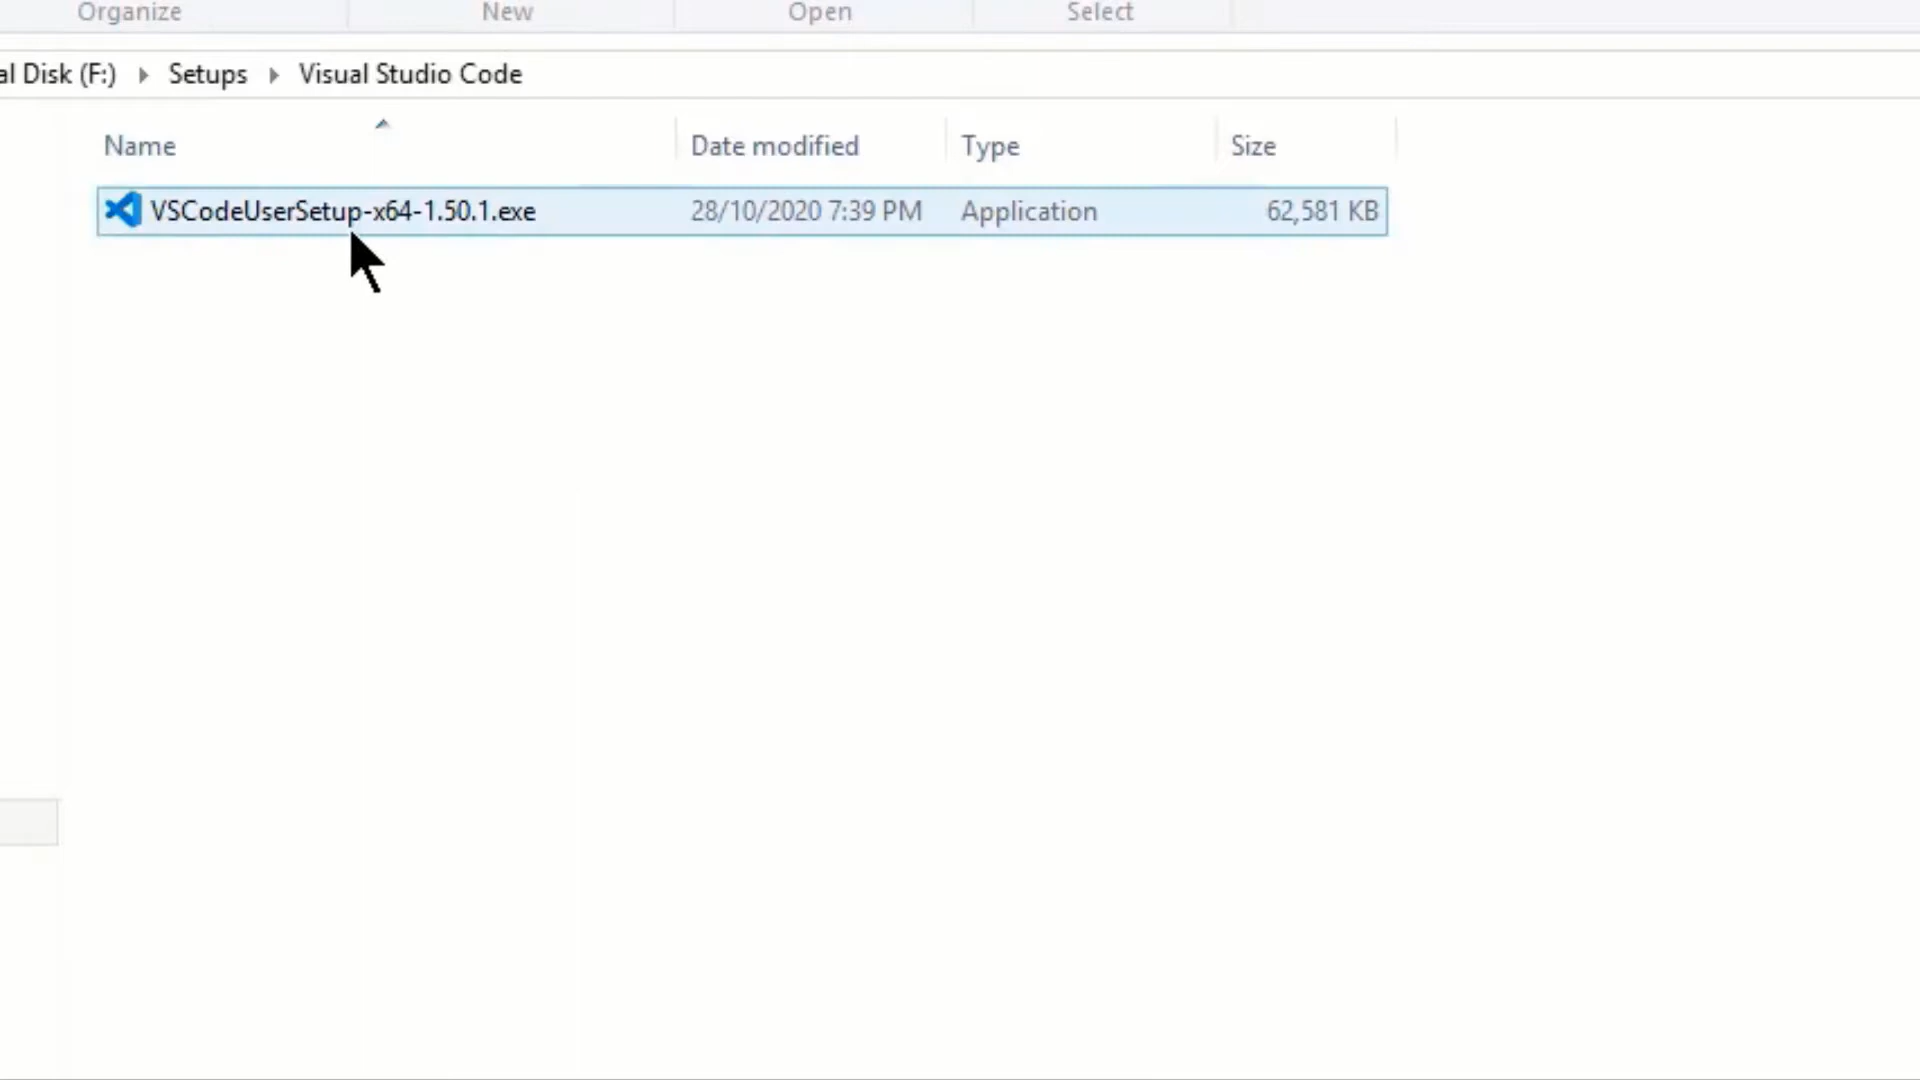 Organize New Open Select
al Disk (F:) Setups Visual Studio Code
Name Date modified Type Size
VSCodeUserSetup-x64-1.50.1.exe 28/10/2020 7:39 PM Application 62,581 KB